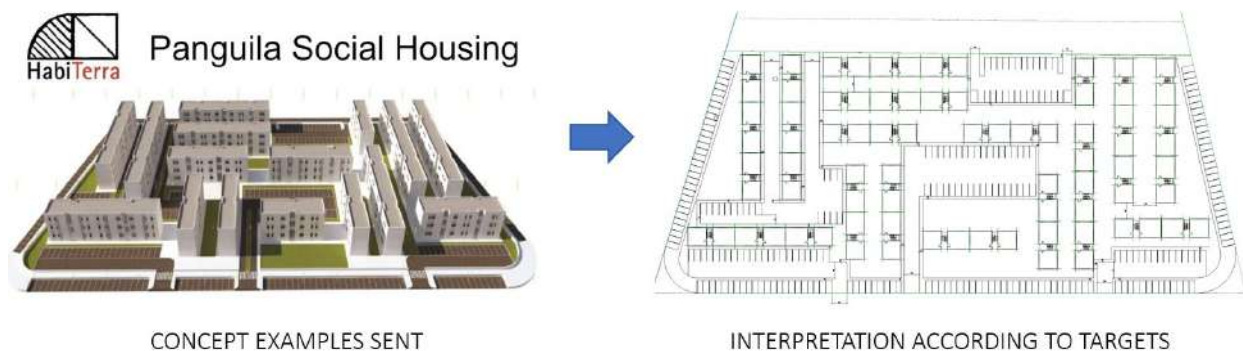 Panguila Social Housing
HabiTerra
CONCEPT EXAMPLES SENT
INTERPRETATION ACCORDING TO TARGETS